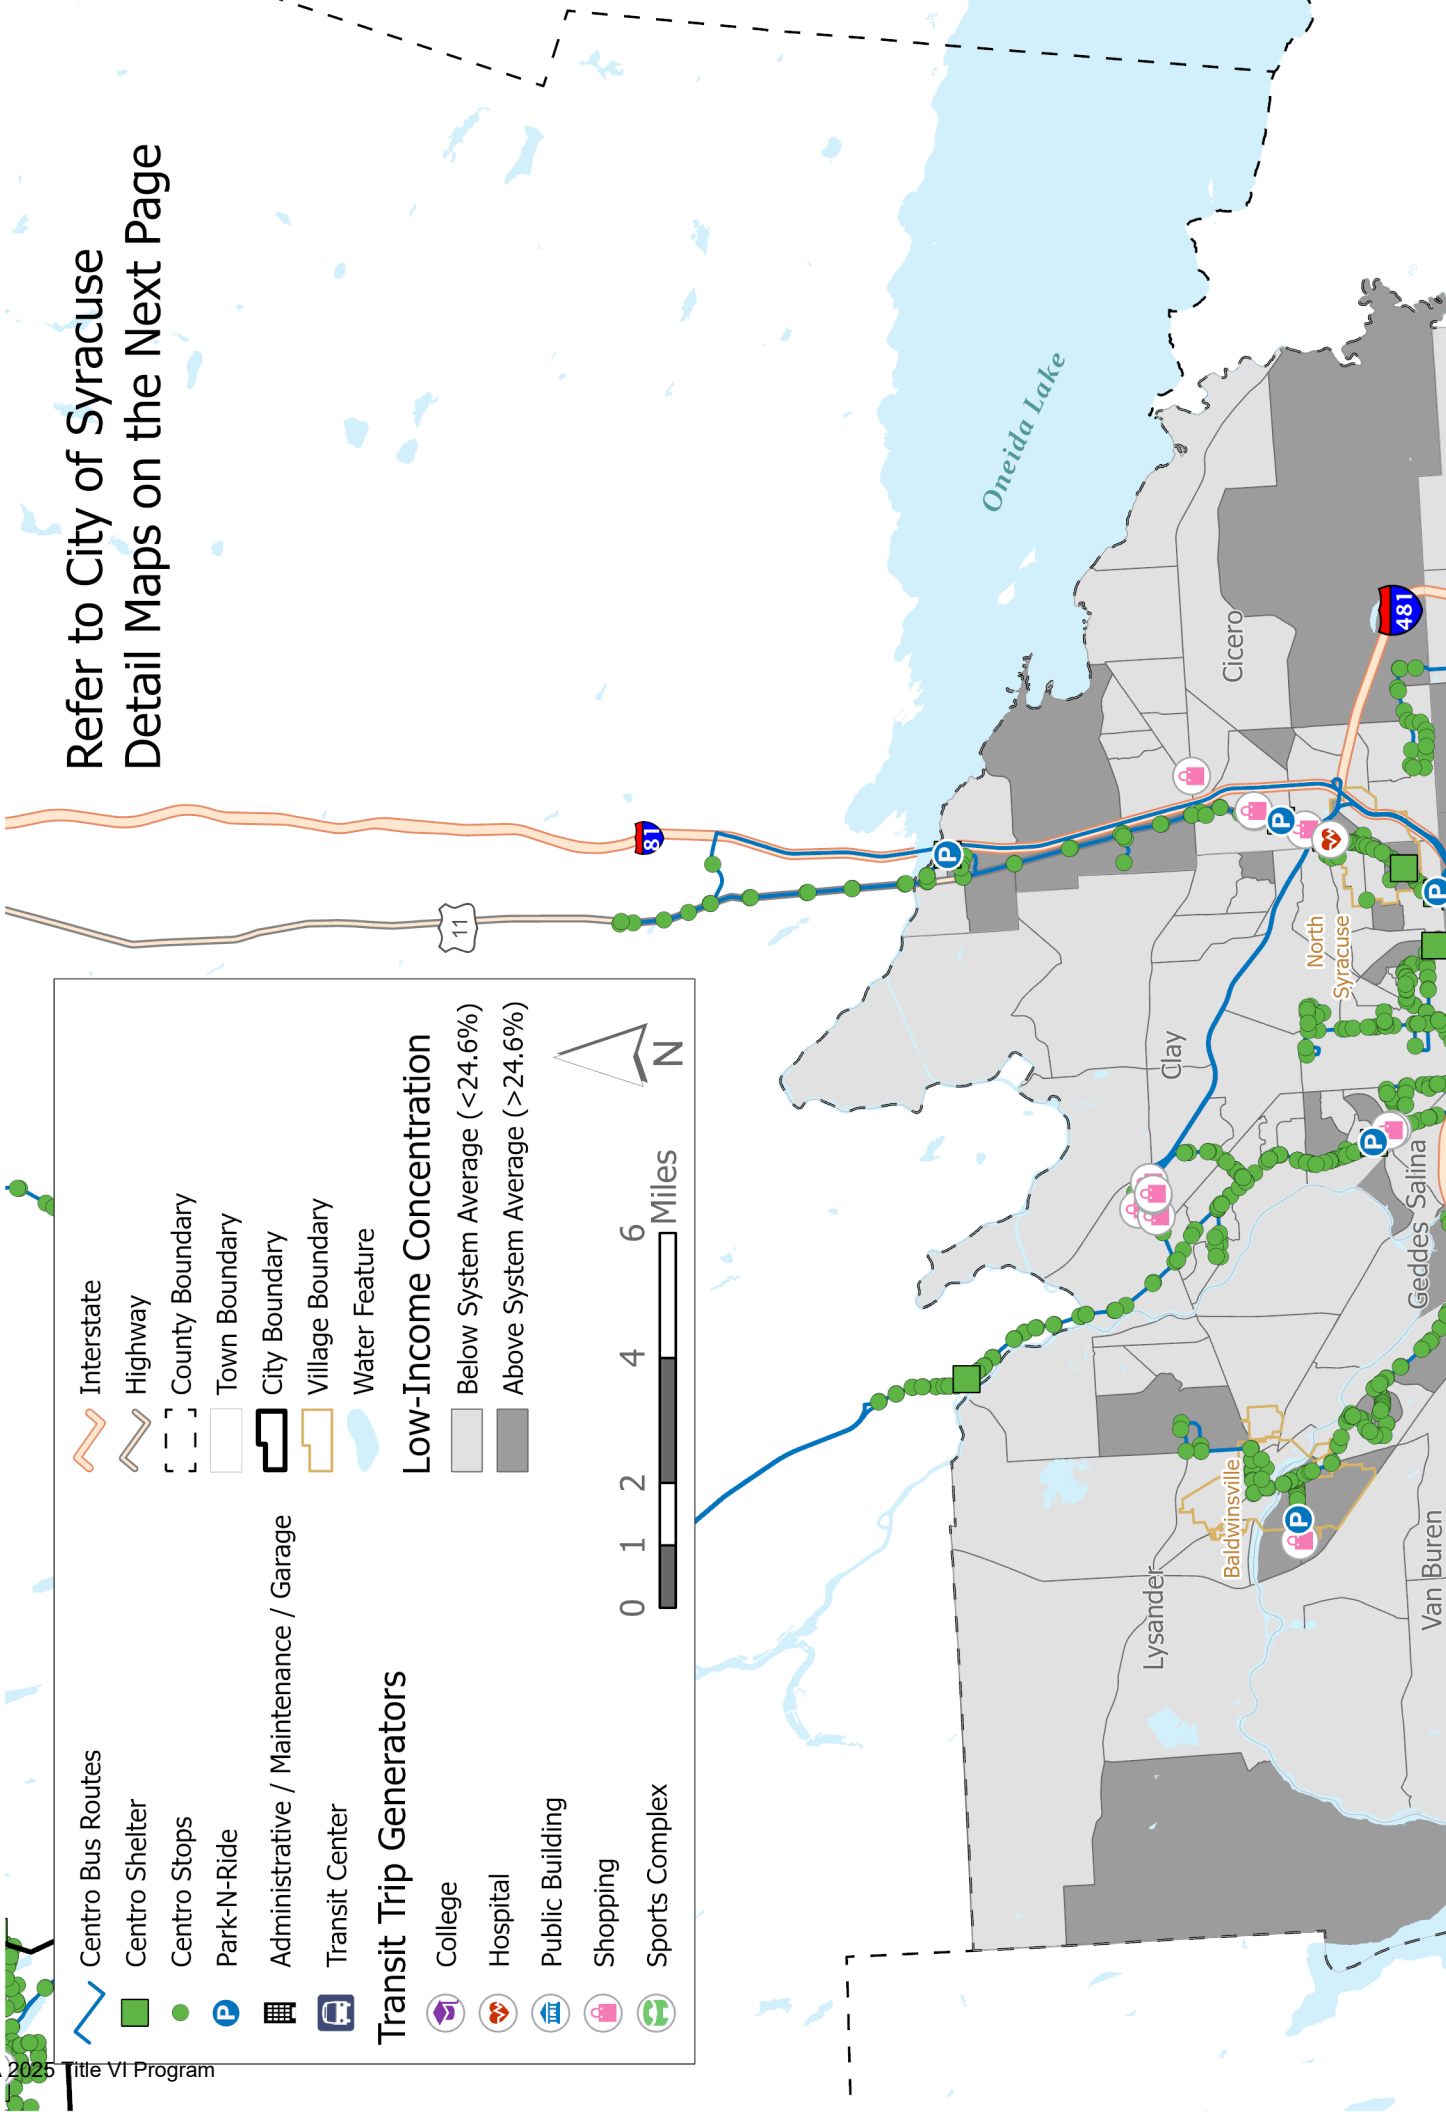 Refer to City of Syracuse
Detail Maps on the Next Page
Centro Bus Routes
Centro Shelter
Centro Stops
Park-N-Ride
Administrative / Maintenance / Garage
Transit Center
Transit Trip Generators
College
Hospital
Public Building
Shopping
Sports Complex
Interstate
Highway
County Boundary
Town Boundary
City Boundary
Village Boundary
Water Feature
Low-Income Concentration
Below System Average (<24.6%)
Above System Average (>24.6%)
N
0 1 2 4 6
Miles
11
81
481
Oneida Lake
Cicero
Clay
North
Syracuse
Salina
Geddes
Lysander
Baldwinsville
Van Buren
P
P
P
P
P
P
2025 Title VI Program